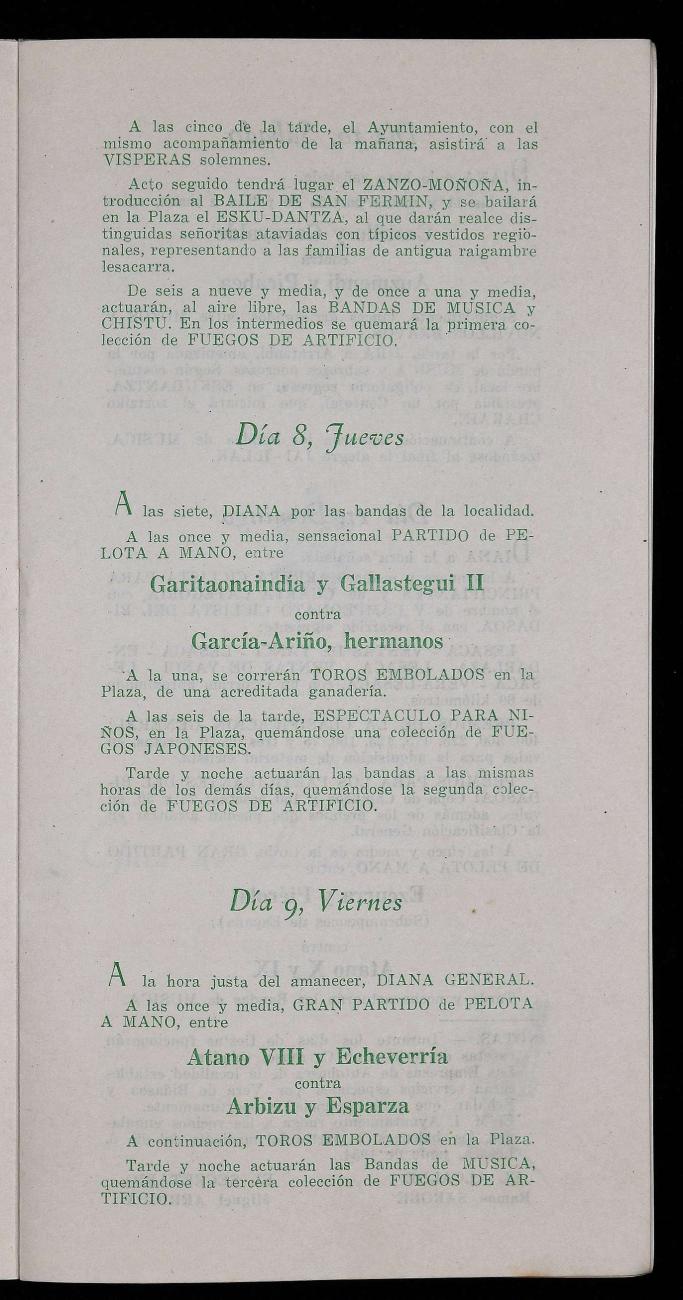 A las cinco de la tarde, el Ayuntamiento, con el
mismo acompañamiento de la mañana, asistirá a las
VISPERAS solemnes.
Acto seguido tendrá lugar el ZANZO-MOÑOÑA, in-
troducción al BAILE DE SAN FERMIN, y se bailará
en la Plaza el ESKU-DANTZA, al que darán realce dis-
tinguidas señoritas ataviadas con típicos vestidos regio-
nales, representando a las familias de antigua raigambre
lesacarra.
De seis a nueve y media, y de once a una y media,
actuarán, al aire libre, las BANDAS DE MUSICA y
CHISTU. En los intermedios se quemará la primera co-
lección de FUEGOS DE ARTIFICIO.
Día 8, Jueves
A las siete, DIANA por las bandas de la localidad.
A las once y media, sensacional PARTIDO de PE-
LOTA A MANO, entre
Garitaonaindía y Gallastegui II
contra
García-Ariño, hermanos
A la una, se correrán TOROS EMBOLADOS en la
Plaza, de una acreditada ganadería.
A las seis de la tarde, ESPECTACULO PARA NI-
ÑOS, en la Plaza, quemándose una colección de FUE-
GOS JAPONESES.
Tarde y noche actuarán las bandas a las mismas
horas de los demás días, quemándose la segunda colec-
ción de FUEGOS DE ARTIFICIO.
Día 9, Viernes
A la hora justa del amanecer, DIANA GENERAL.
A las once y media, GRAN PARTIDO de PELOTA
A MANO, entre
Atano VIII y Echeverría
contra
Arbizu y Esparza
A continuación, TOROS EMBOLADOS en la Plaza.
Tarde y noche actuarán las Bandas de MUSICA,
quemándose la tercera colección de FUEGOS DE AR-
TIFICIO.